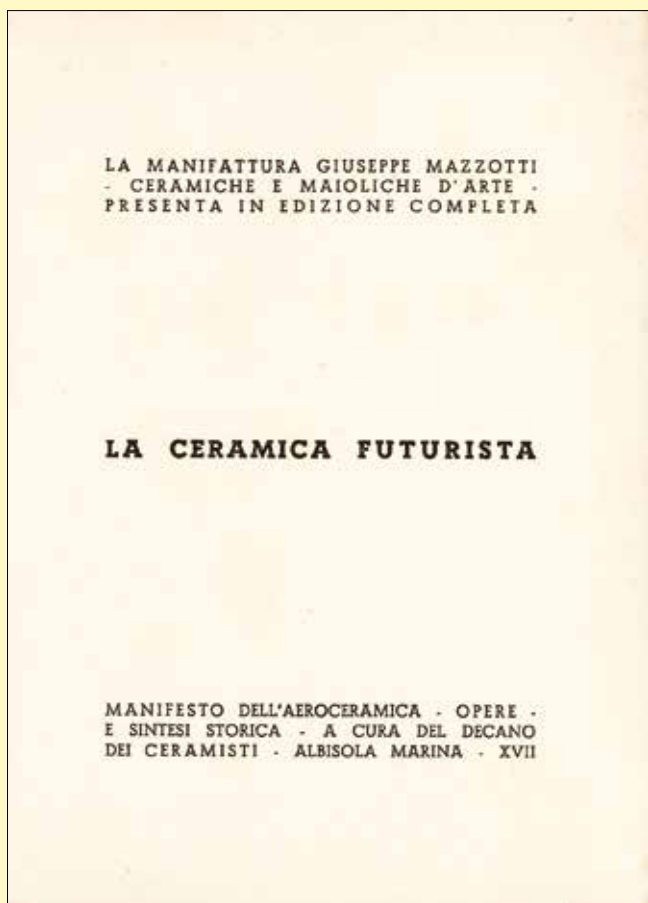 LA MANIFATTURA GIUSEPPE MAZZOTTI
- CERAMICHE E MAIOLICHE D'ARTE -
PRESENTA IN EDIZIONE COMPLETA
LA CERAMICA FUTURISTA
MANIFESTO DELL'AEROCERAMICA - OPERE -
E SINTESI STORICA - A CURA DEL DECANO
DEI CERAMISTI - ALBISOLA MARINA - XVII